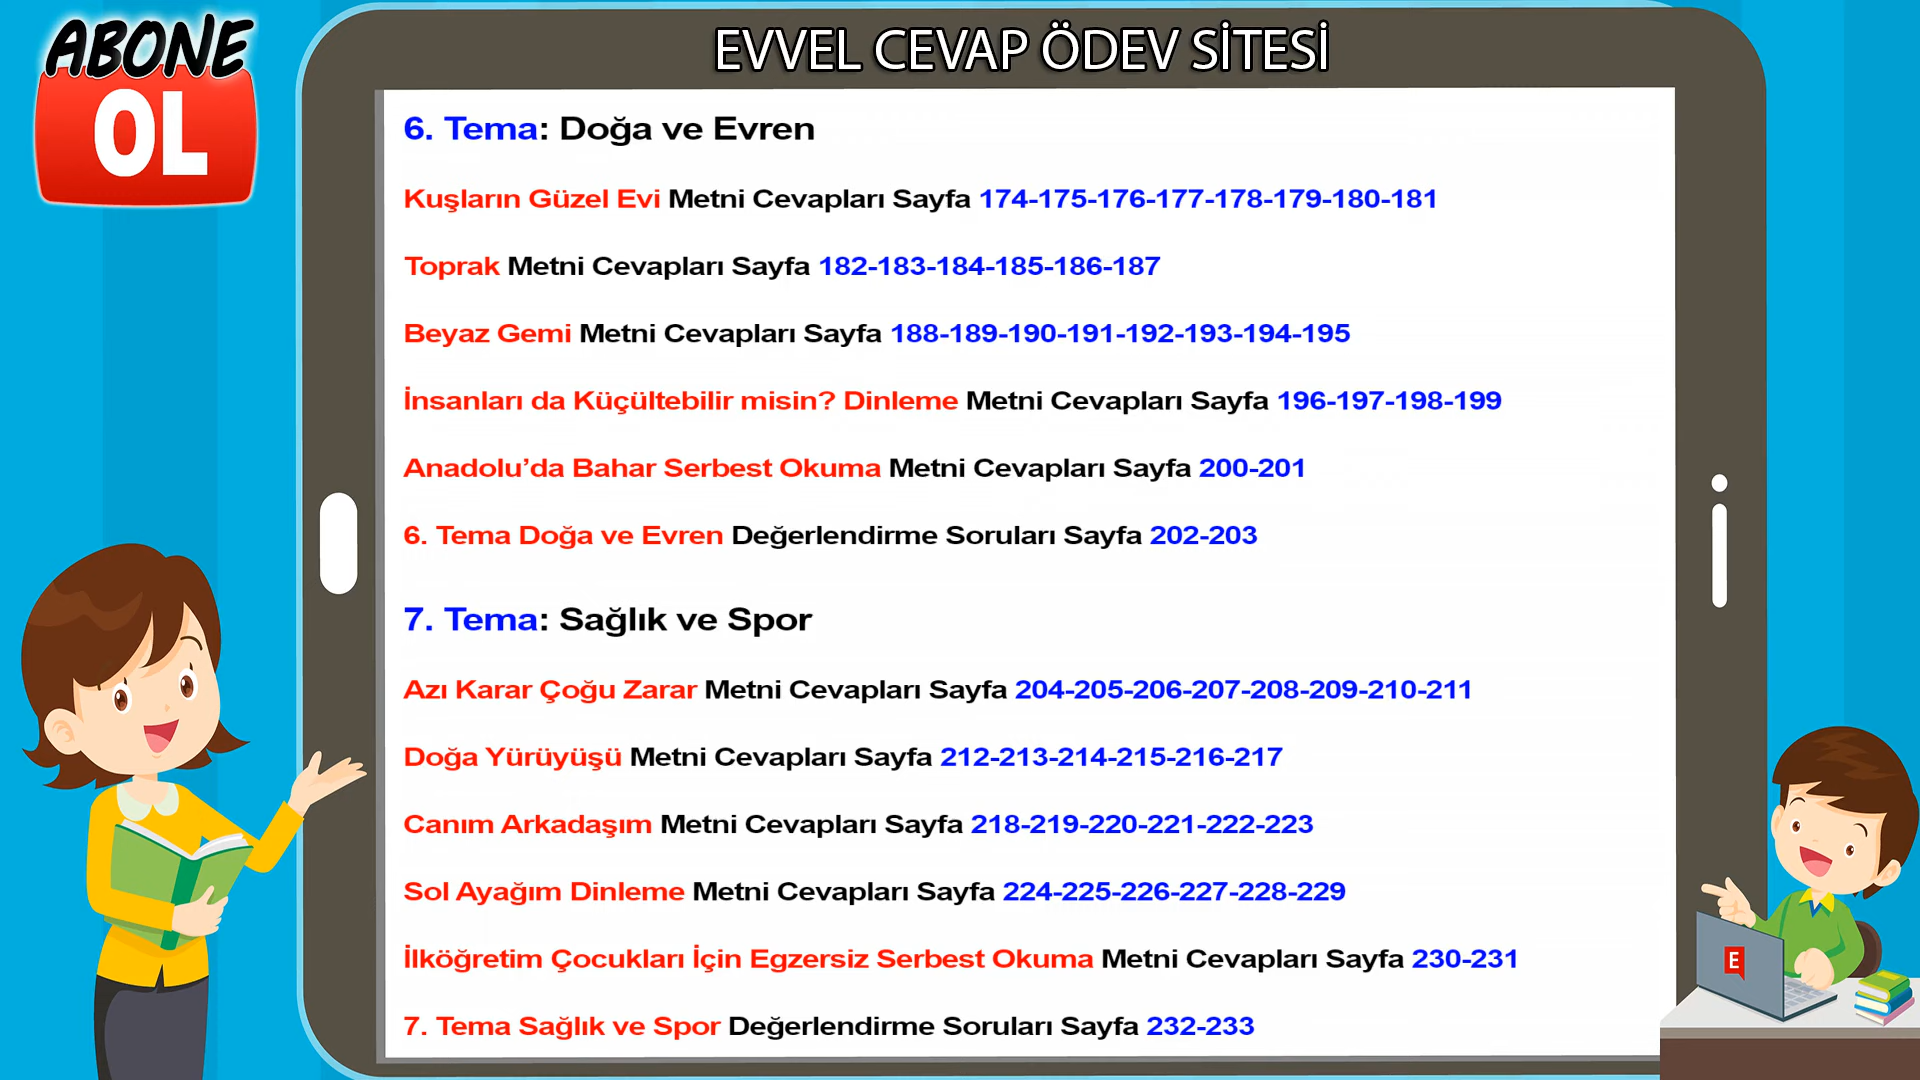 ABONE
OL
EVVEL CEVAP ÖDEV SİTESİ
6. Tema: Doğa ve Evren
Kuşların Güzel Evi Metni Cevapları Sayfa 174-175-176-177-178-179-180-181
Toprak Metni Cevapları Sayfa 182-183-184-185-186-187
Beyaz Gemi Metni Cevapları Sayfa 188-189-190-191-192-193-194-195
İnsanları da Küçültebilir misin? Dinleme Metni Cevapları Sayfa 196-197-198-199
Anadolu’da Bahar Serbest Okuma Metni Cevapları Sayfa 200-201
6. Tema Doğa ve Evren Değerlendirme Soruları Sayfa 202-203
7. Tema: Sağlık ve Spor
Azı Karar Çoğu Zarar Metni Cevapları Sayfa 204-205-206-207-208-209-210-211
Doğa Yürüyüşü Metni Cevapları Sayfa 212-213-214-215-216-217
Canım Arkadaşım Metni Cevapları Sayfa 218-219-220-221-222-223
Sol Ayağım Dinleme Metni Cevapları Sayfa 224-225-226-227-228-229
İlköğretim Çocukları İçin Egzersiz Serbest Okuma Metni Cevapları Sayfa 230-231
7. Tema Sağlık ve Spor Değerlendirme Soruları Sayfa 232-233
E